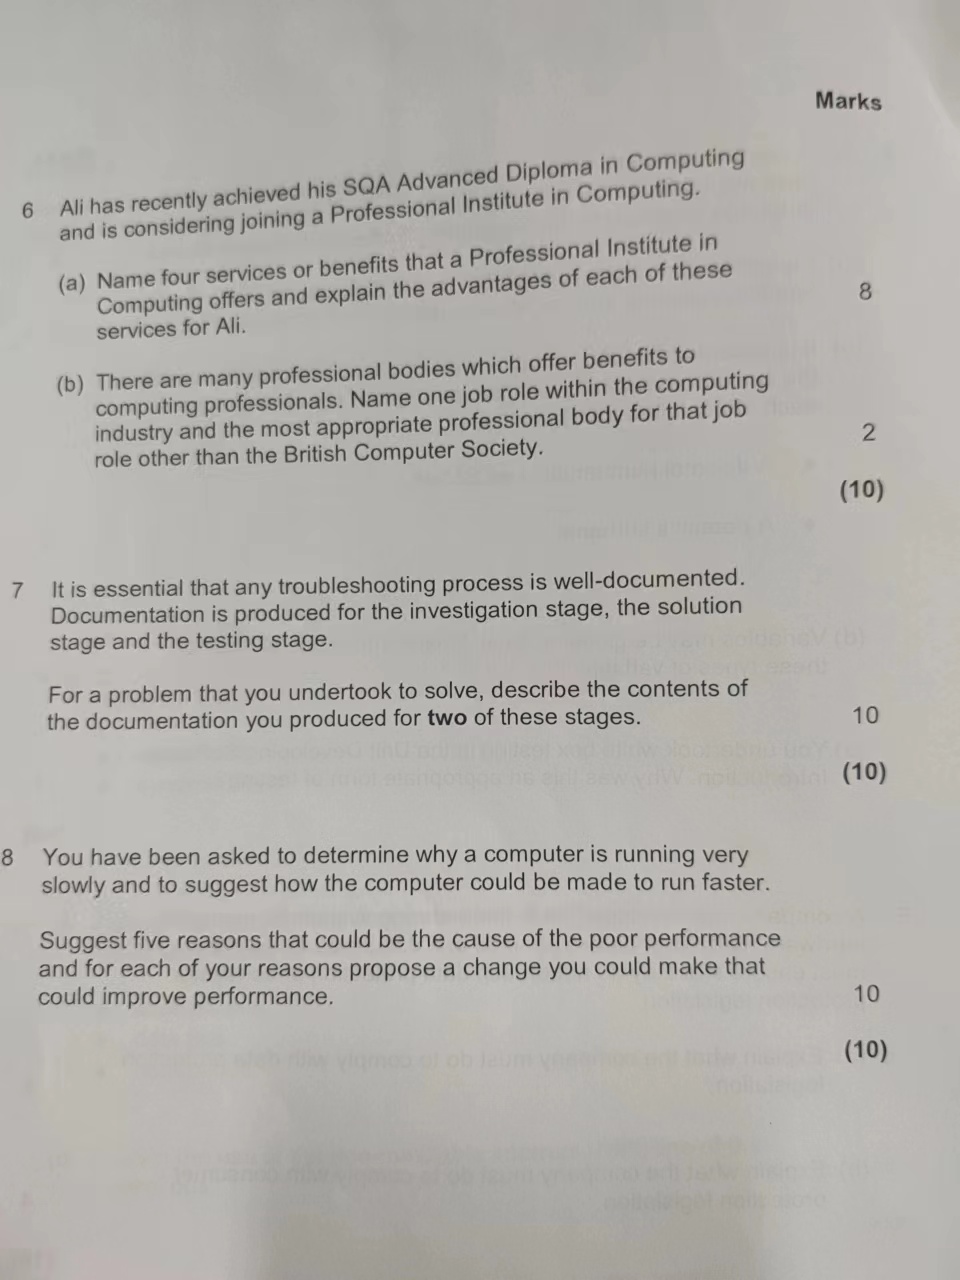 Marks
6 Ali has recently achieved his SQA Advanced Diploma in Computing
and is considering joining a Professional Institute in Computing.
(a) Name four services or benefits that a Professional Institute in
Computing offers and explain the advantages of each of these
services for Ali.
8
(b) There are many professional bodies which offer benefits to
computing professionals. Name one job role within the computing
industry and the most appropriate professional body for that job
role other than the British Computer Society.
2
(10)
7 It is essential that any troubleshooting process is well-documented.
Documentation is produced for the investigation stage, the solution
stage and the testing stage.
For a problem that you undertook to solve, describe the contents of
the documentation you produced for two of these stages.
10
(10)
8 You have been asked to determine why a computer is running very
slowly and to suggest how the computer could be made to run faster.
Suggest five reasons that could be the cause of the poor performance
and for each of your reasons propose a change you could make that
could improve performance.
10
(10)